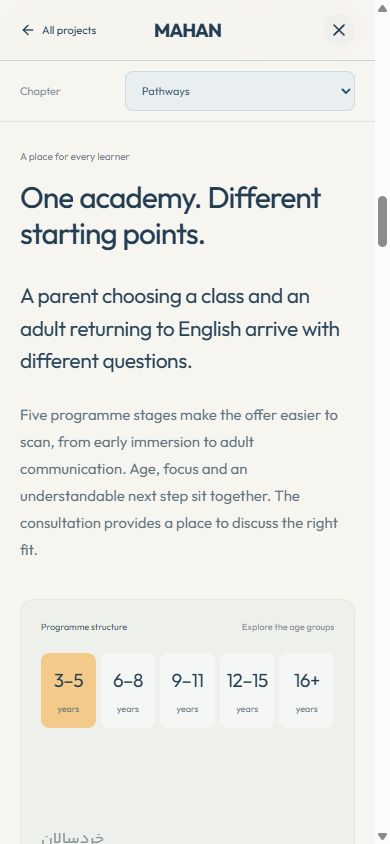 All projects
MAHAN
Chapter
Pathways
A place for every learner
One academy. Different
starting points.
A parent choosing a class and an
adult returning to English arrive with
different questions.
Five programme stages make the offer easier to
scan, from early immersion to adult
communication. Age, focus and an
understandable next step sit together. The
consultation provides a place to discuss the right
fit.
Programme structure
Explore the age groups
3–5
years
6–8
years
9–11
years
12–15
years
16+
years
خردسالان